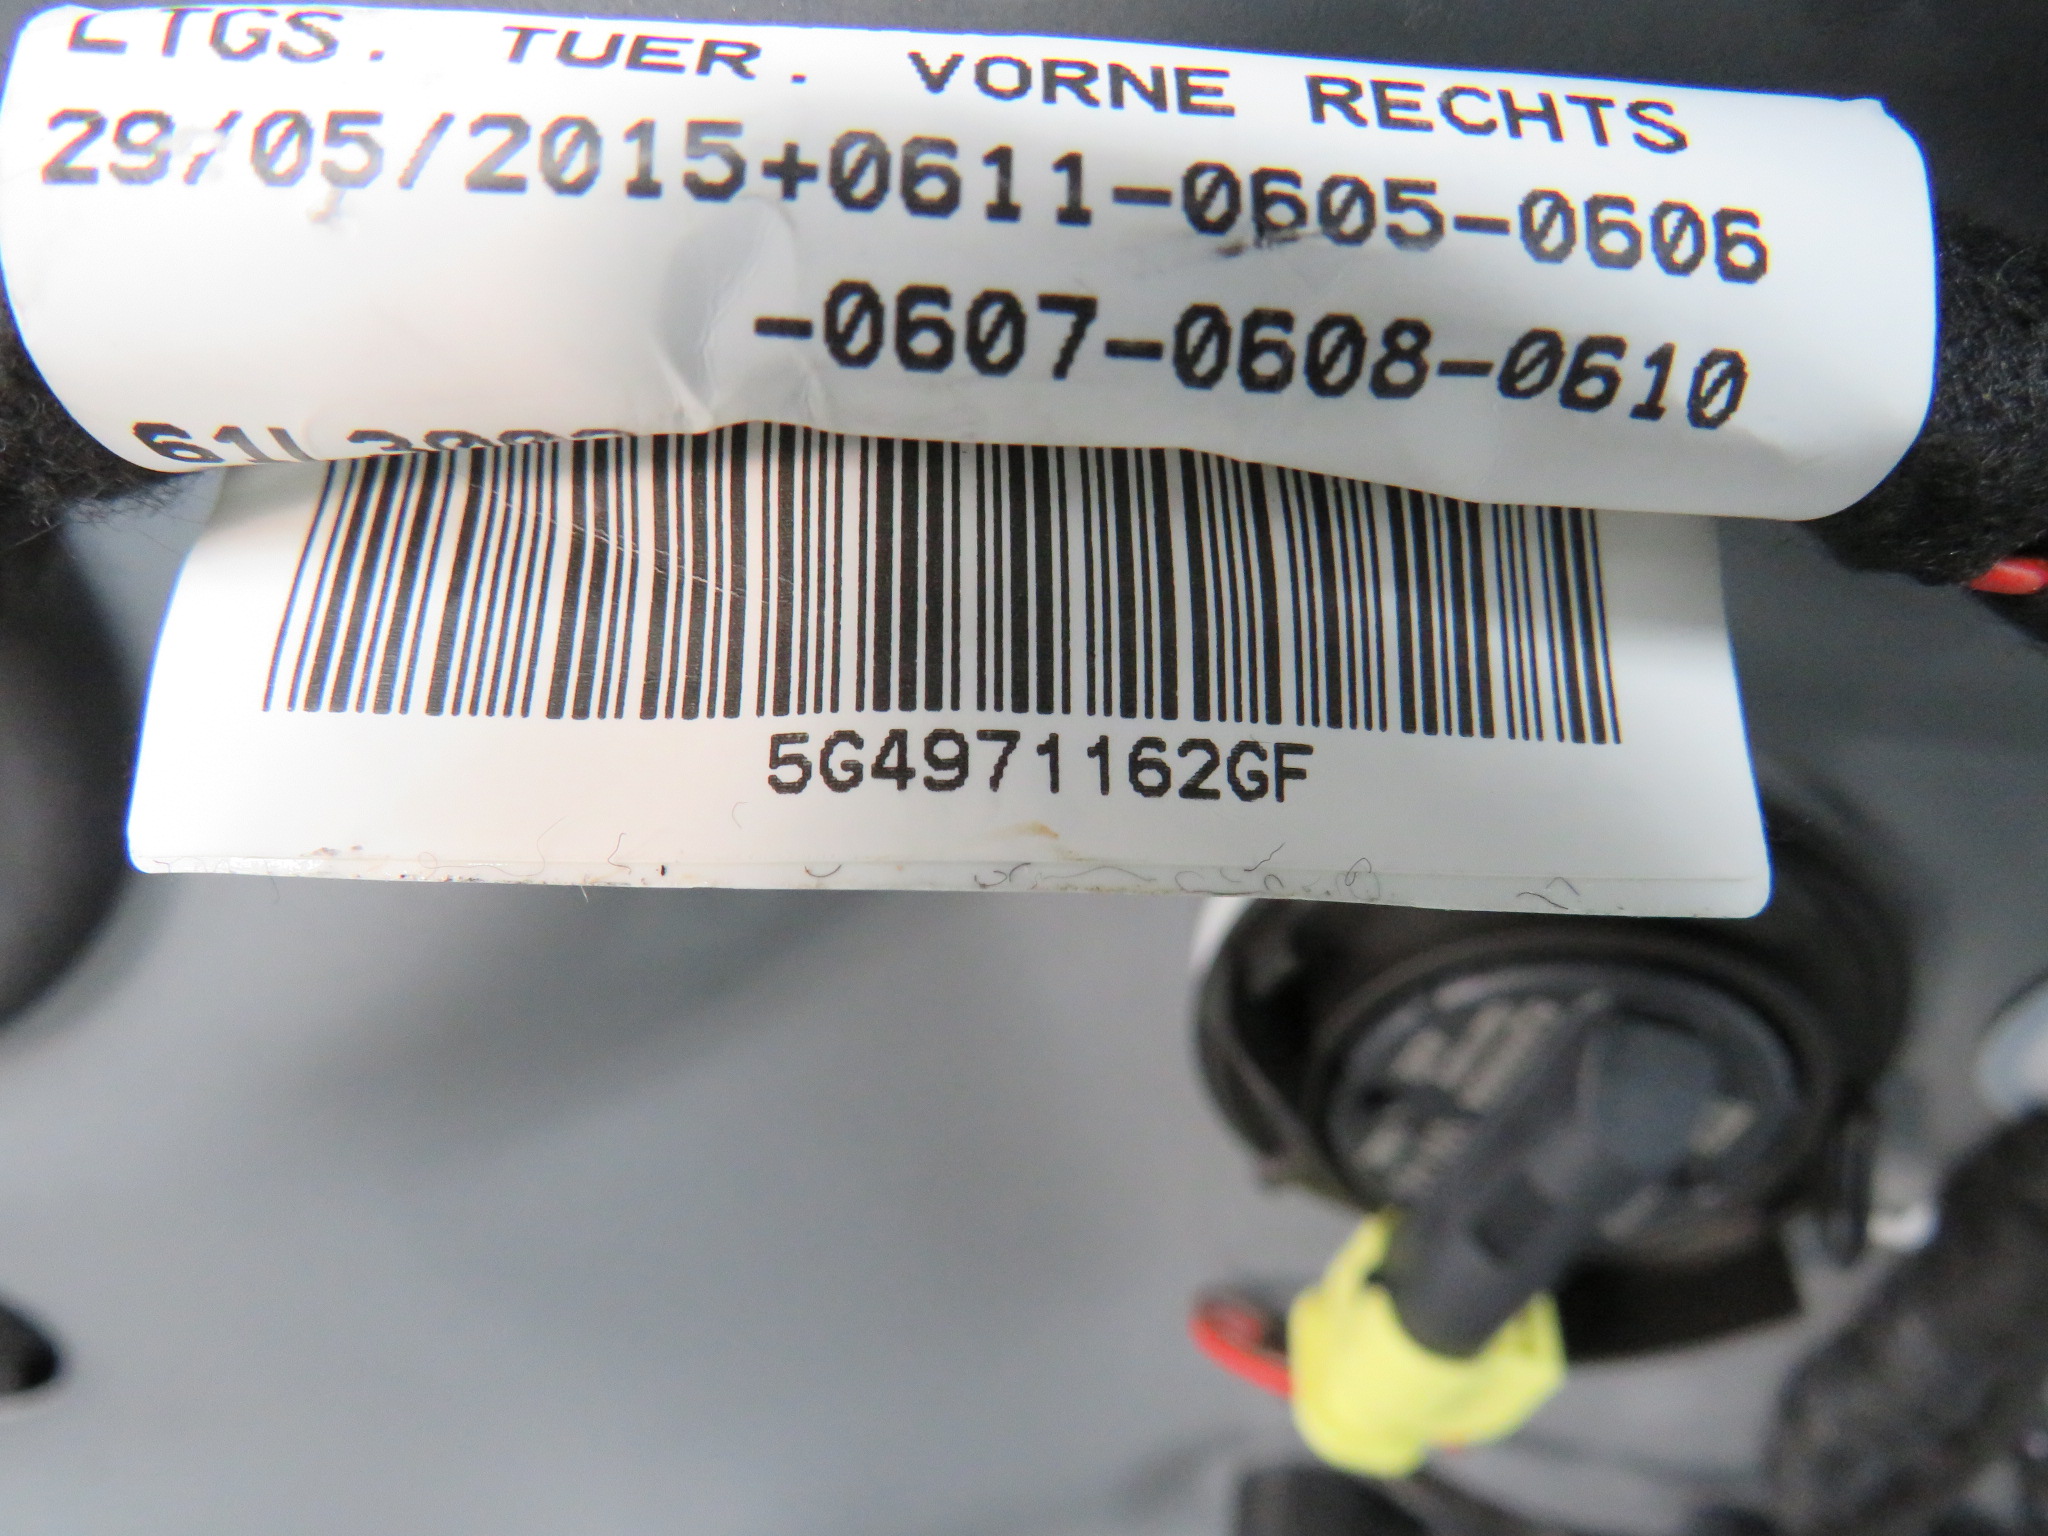 LTGS. TUER. VORNE RECHTS
29/05/2015+0611-0605-0606
-0607-0608-0610
5G4971162GF